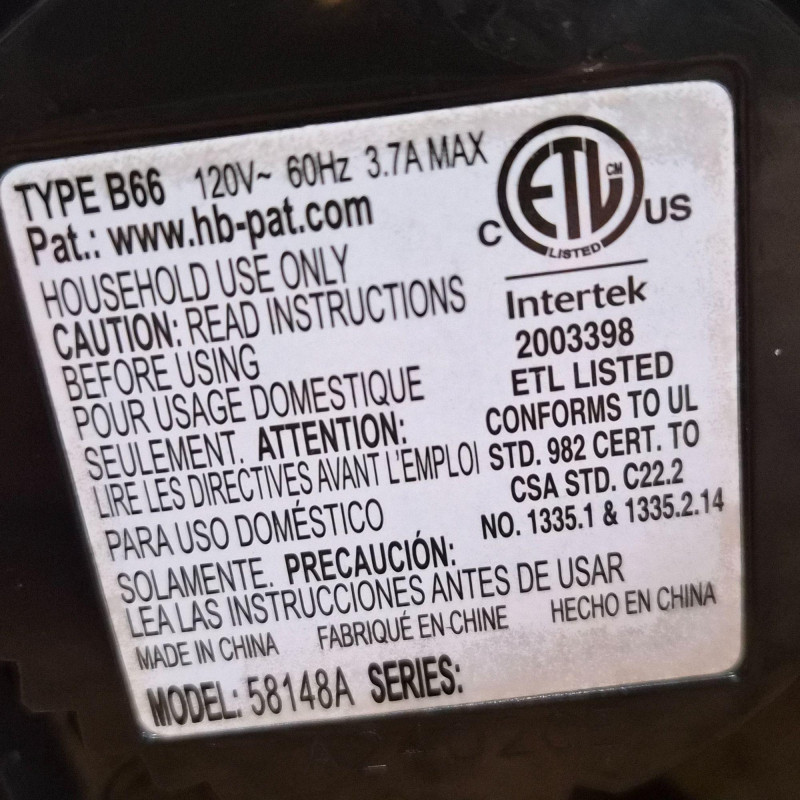 TYPE B66 120V~ 60Hz 3.7A MAX
Pat.: www.hb-pat.com
HOUSEHOLD USE ONLY
CAUTION: READ INSTRUCTIONS
BEFORE USING
POUR USAGE DOMESTIQUE
SEULEMENT. ATTENTION:
LIRE LES DIRECTIVES AVANT L'EMPLOI
PARA USO DOMÉSTICO
SOLAMENTE. PRECAUCIÓN:
LEA LAS INSTRUCCIONES ANTES DE USAR
MADE IN CHINA FABRIQUÉ EN CHINE HECHO EN CHINA
MODEL: 58148A SERIES:
ETL CM
C US
LISTED
Intertek
2003398
ETL LISTED
CONFORMS TO UL
STD. 982 CERT. TO
CSA STD. C22.2
NO. 1335.1 & 1335.2.14